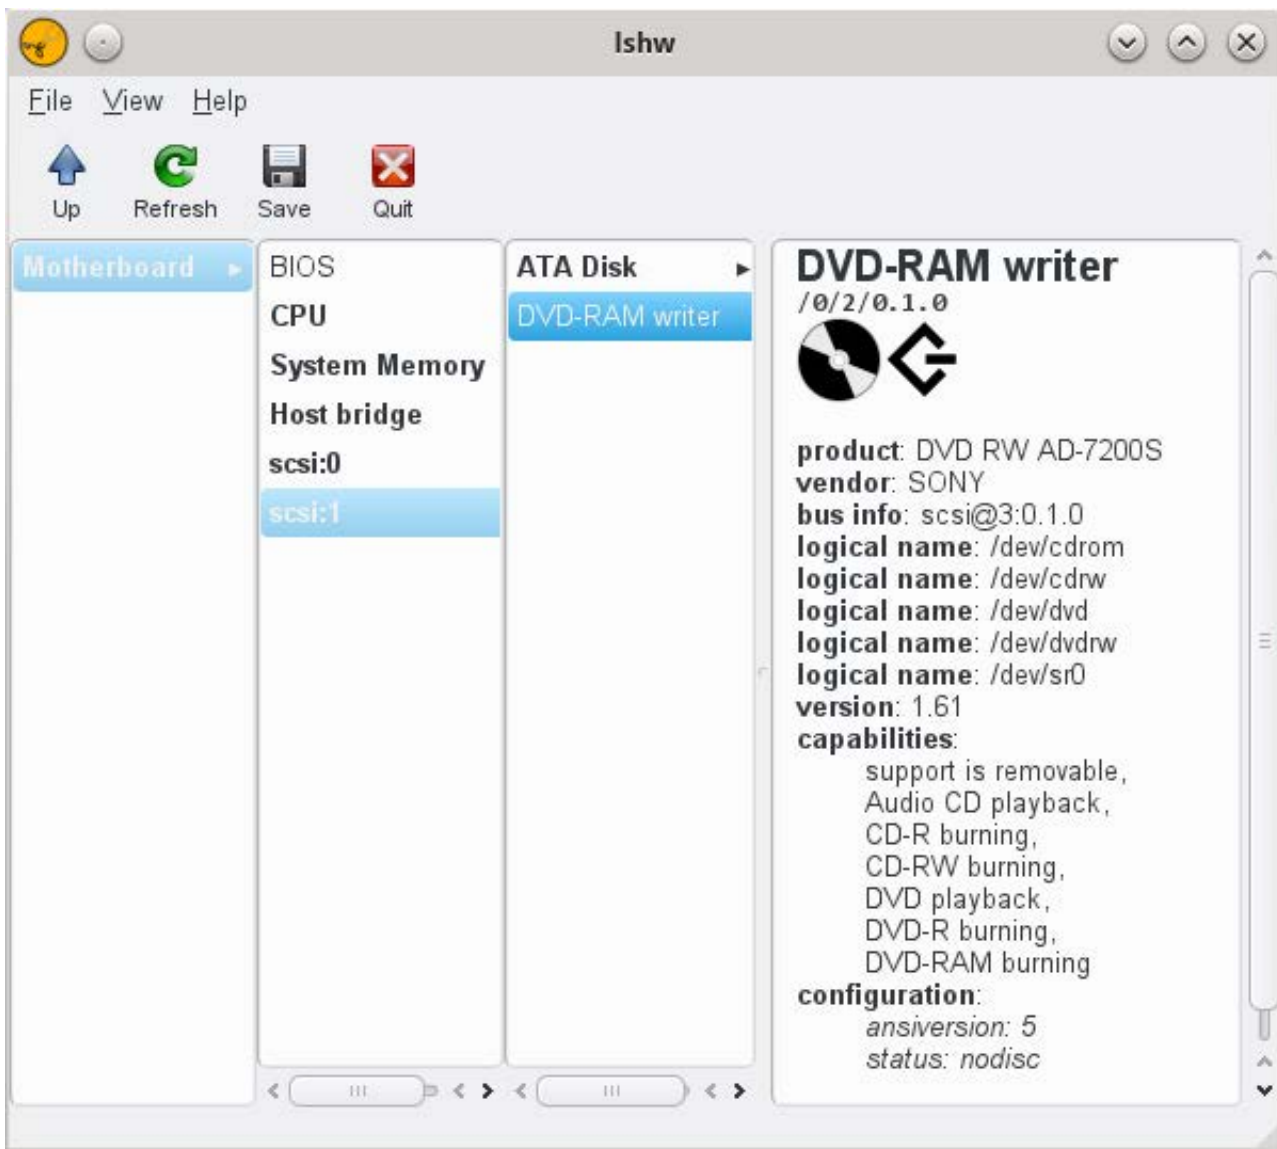 lshw
File View Help
Up Refresh Save Quit
Motherboard
BIOS
CPU
System Memory
Host bridge
scsi:0
scsi:1
ATA Disk
DVD-RAM writer
DVD-RAM writer
/0/2/0.1.0
product: DVD RW AD-7200S
vendor: SONY
bus info: scsi@3:0.1.0
logical name: /dev/cdrom
logical name: /dev/cdrw
logical name: /dev/dvd
logical name: /dev/dvdrw
logical name: /dev/sr0
version: 1.61
capabilities:
support is removable,
Audio CD playback,
CD-R burning,
CD-RW burning,
DVD playback,
DVD-R burning,
DVD-RAM burning
configuration:
ansiversion: 5
status: nodisc